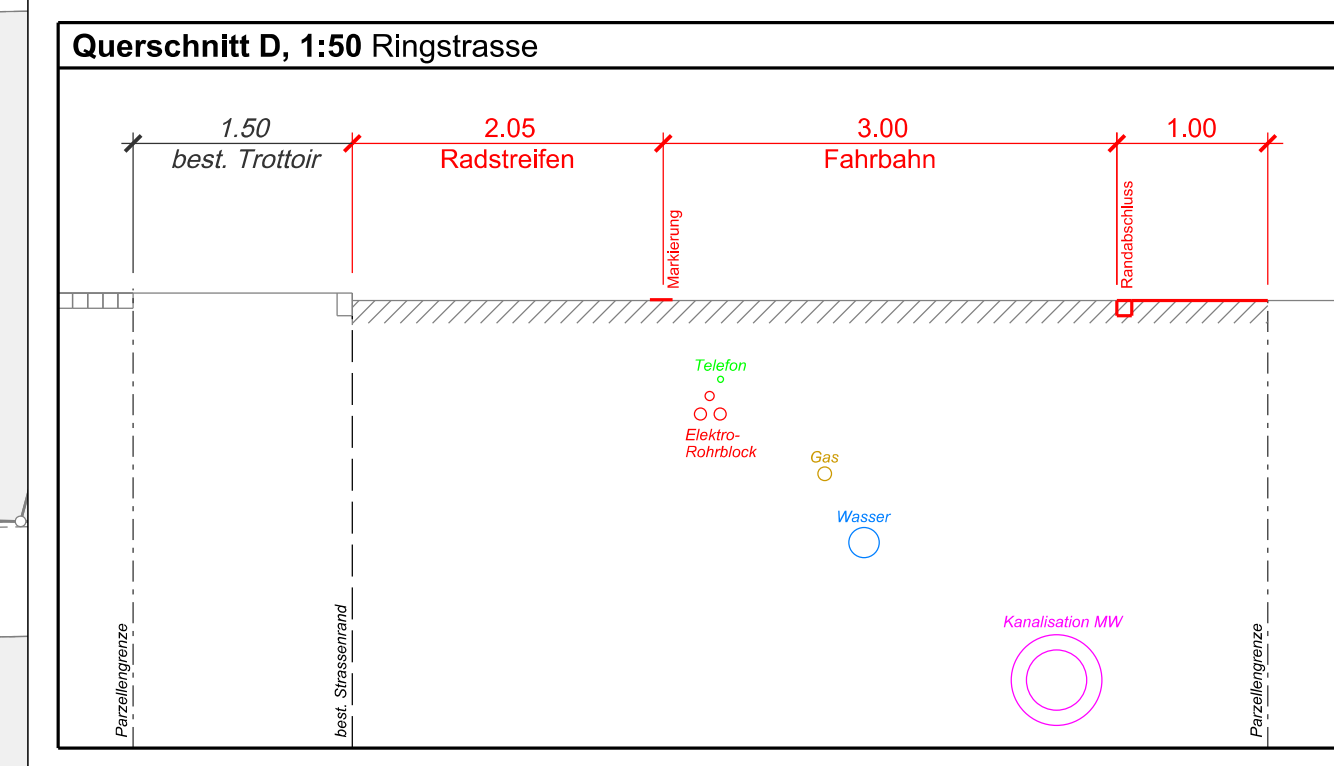 Querschnitt D, 1:50 Ringstrasse
1.50
2.05
3.00
1.00
best. Trottoir
Radstreifen
Fahrbahn
Markierung
Randabschluss
Telefon
Elektro-
Rohrblock
Gas
Wasser
Kanalisation MW
Parzellengrenze
best. Strassenrand
Parzellengrenze